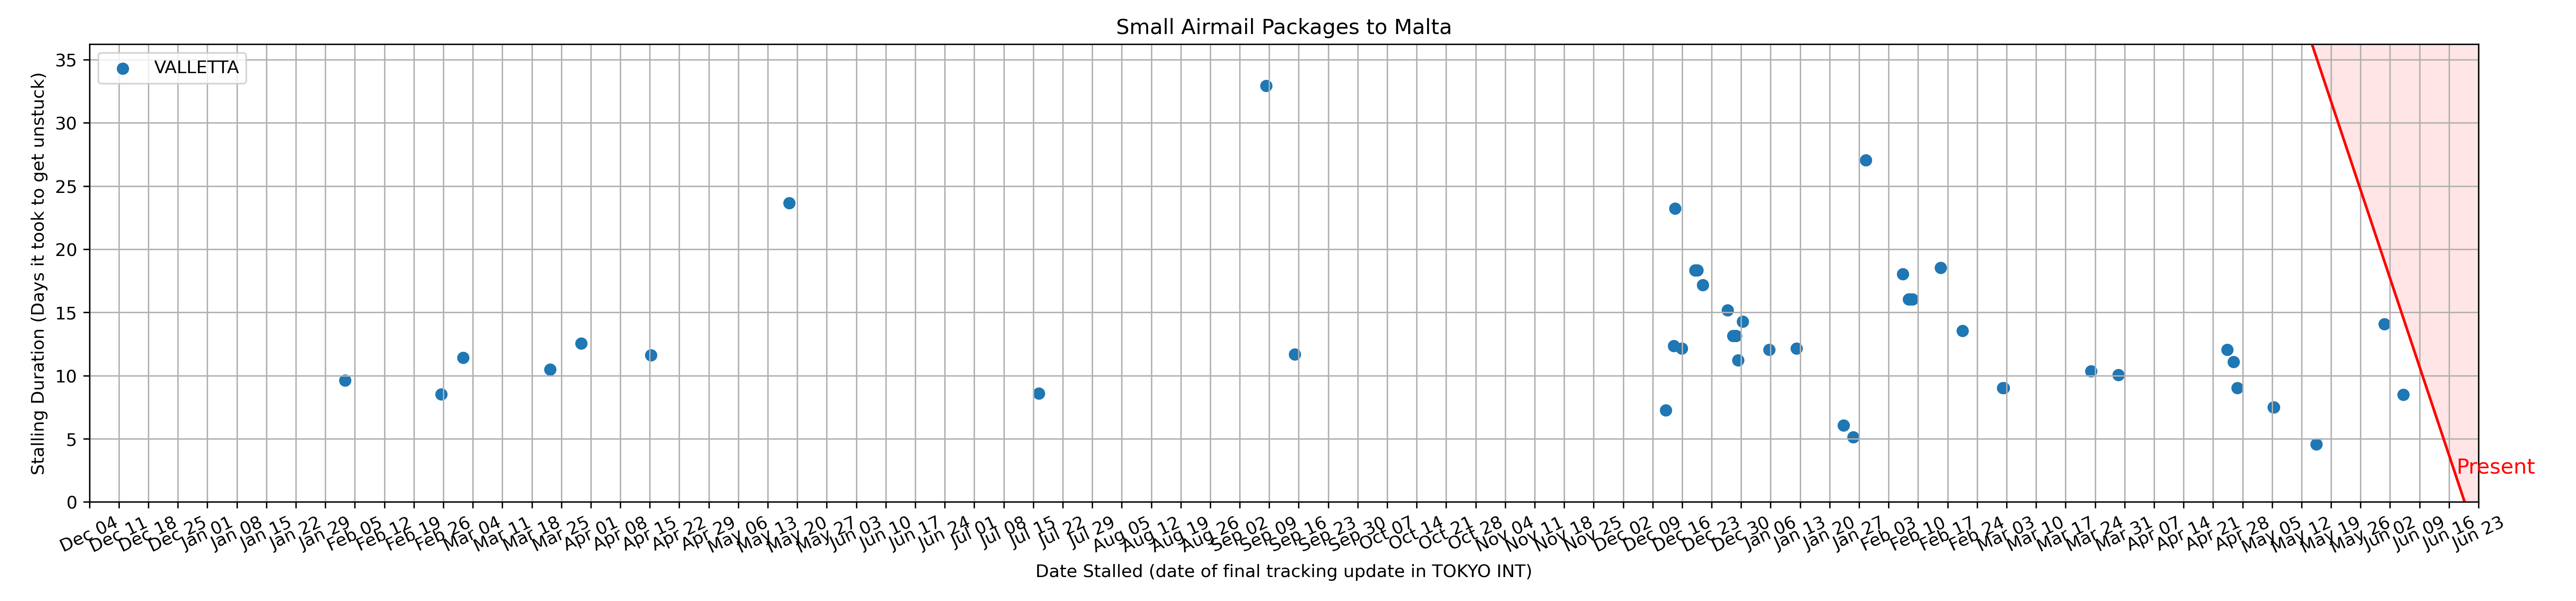 Small Airmail Packages to Malta
VALLETTA
Stalling Duration (Days it took to get unstuck)
35
30
25
20
15
10
5
0
Present
Dec 04
Dec 11
Dec 18
Dec 25
Jan 01
Jan 08
Jan 15
Jan 22
Jan 29
Feb 05
Feb 12
Feb 19
Feb 26
Mar 04
Mar 11
Mar 18
Mar 25
Apr 01
Apr 08
Apr 15
Apr 22
Apr 29
May 06
May 13
May 20
May 27
Jun 03
Jun 10
Jun 17
Jun 24
Jul 01
Jul 08
Jul 15
Jul 22
Jul 29
Aug 05
Aug 12
Aug 19
Aug 26
Sep 02
Sep 09
Sep 16
Sep 23
Sep 30
Oct 07
Oct 14
Oct 21
Oct 28
Nov 04
Nov 11
Nov 18
Nov 25
Dec 02
Dec 09
Dec 16
Dec 23
Dec 30
Jan 06
Jan 13
Jan 20
Jan 27
Feb 03
Feb 10
Feb 17
Feb 24
Mar 03
Mar 10
Mar 17
Mar 24
Mar 31
Apr 07
Apr 14
Apr 21
Apr 28
May 05
May 12
May 19
May 26
Jun 02
Jun 09
Jun 16
Jun 23
Date Stalled (date of final tracking update in TOKYO INT)